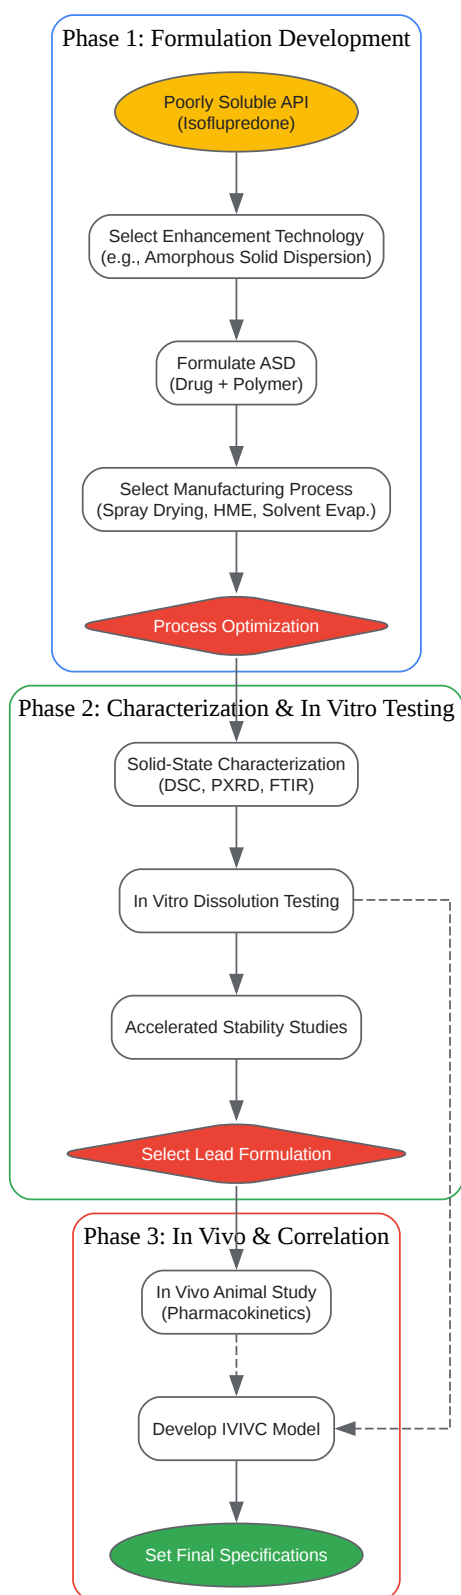 Phase 1: Formulation Development
Poorly Soluble API
(Isoflupredone)
Select Enhancement Technology
(e.g., Amorphous Solid Dispersion)
Formulate ASD
(Drug + Polymer)
Select Manufacturing Process
(Spray Drying, HME, Solvent Evap.)
Process Optimization
Phase 2: Characterization & In Vitro Testing
Solid-State Characterization
(DSC, PXRD, FTIR)
In Vitro Dissolution Testing
Accelerated Stability Studies
Select Lead Formulation
Phase 3: In Vivo & Correlation
In Vivo Animal Study
(Pharmacokinetics)
Develop IVIVC Model
Set Final Specifications